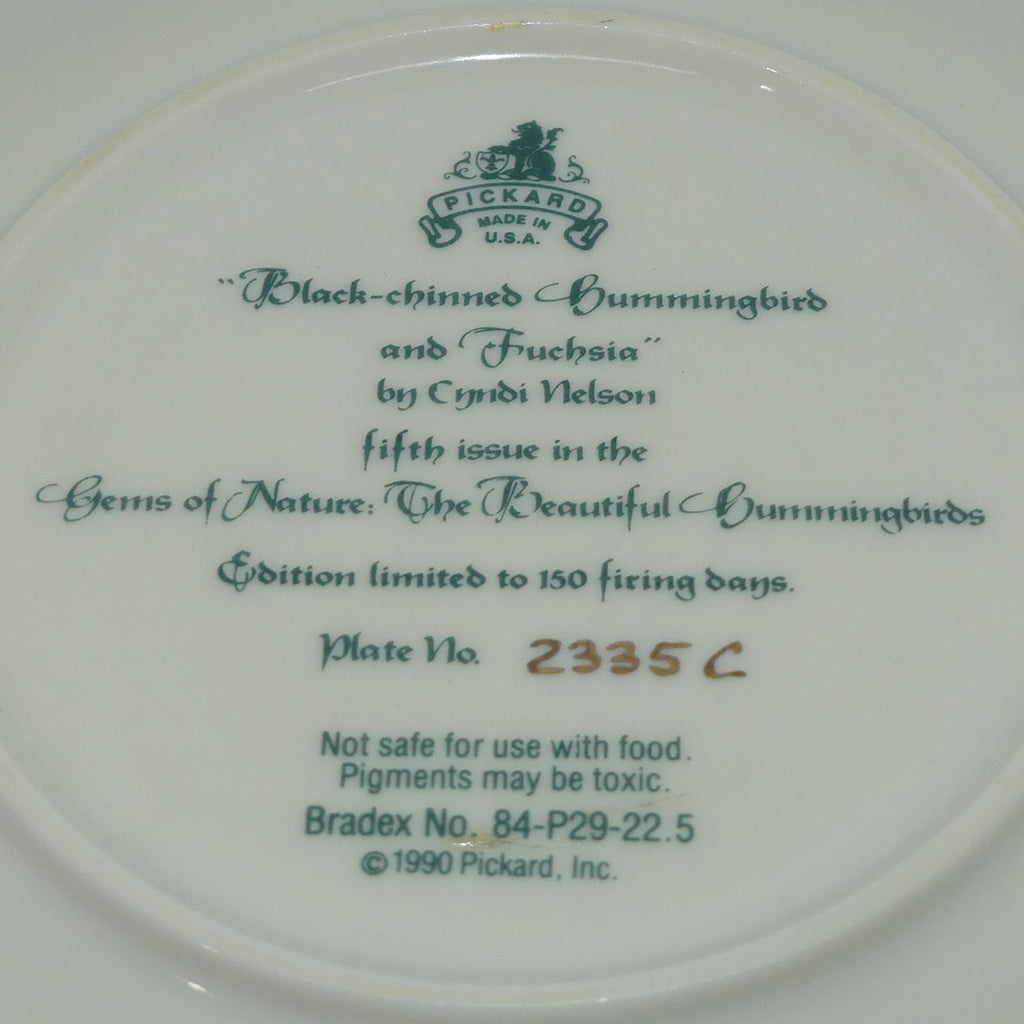 PICKARD
MADE IN
U.S.A.
"Black-chinned Hummingbird
and Fuchsia"
by Cyndi Nelson
fifth issue in the
Gems of Nature: The Beautiful Hummingbirds
Edition limited to 150 firing days.
Plate No. 2335 C
Not safe for use with food.
Pigments may be toxic.
Bradex No. 84-P29-22.5
©1990 Pickard, Inc.